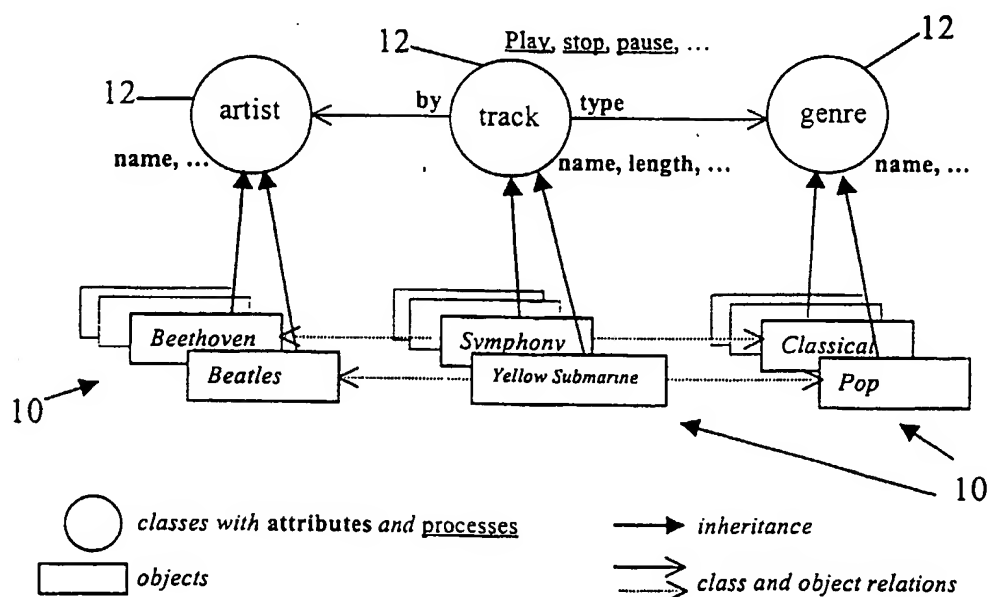 12
Play, stop, pause, ...
12
12
artist
by
track
type
genre
name, ...
name, length, ...
name, ...
Beethoven
Symphony
Classical
Beatles
Yellow Submarine
Pop
10
10
classes with attributes and processes
inheritance
objects
class and object relations